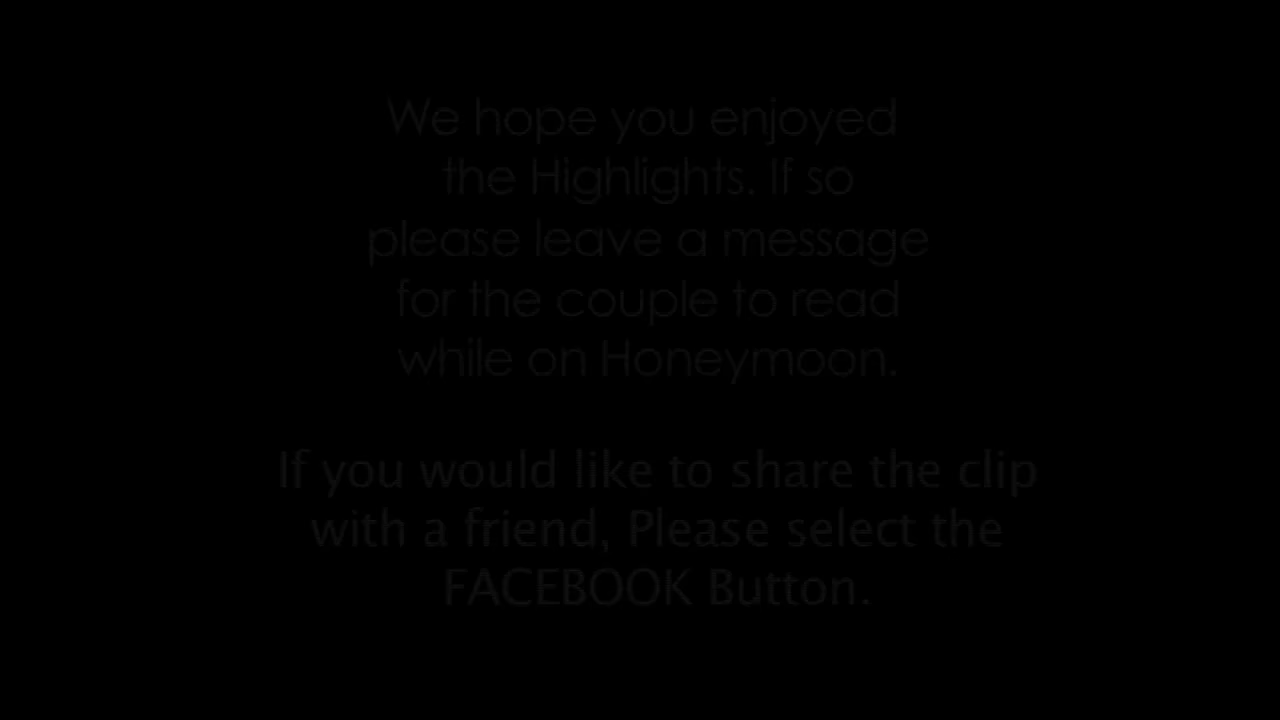 We hope you enjoyed
the Highlights. If so
please leave a message
for the couple to read
while on Honeymoon.
If you would like to share the clip
with a friend, Please select the
FACEBOOK Button.